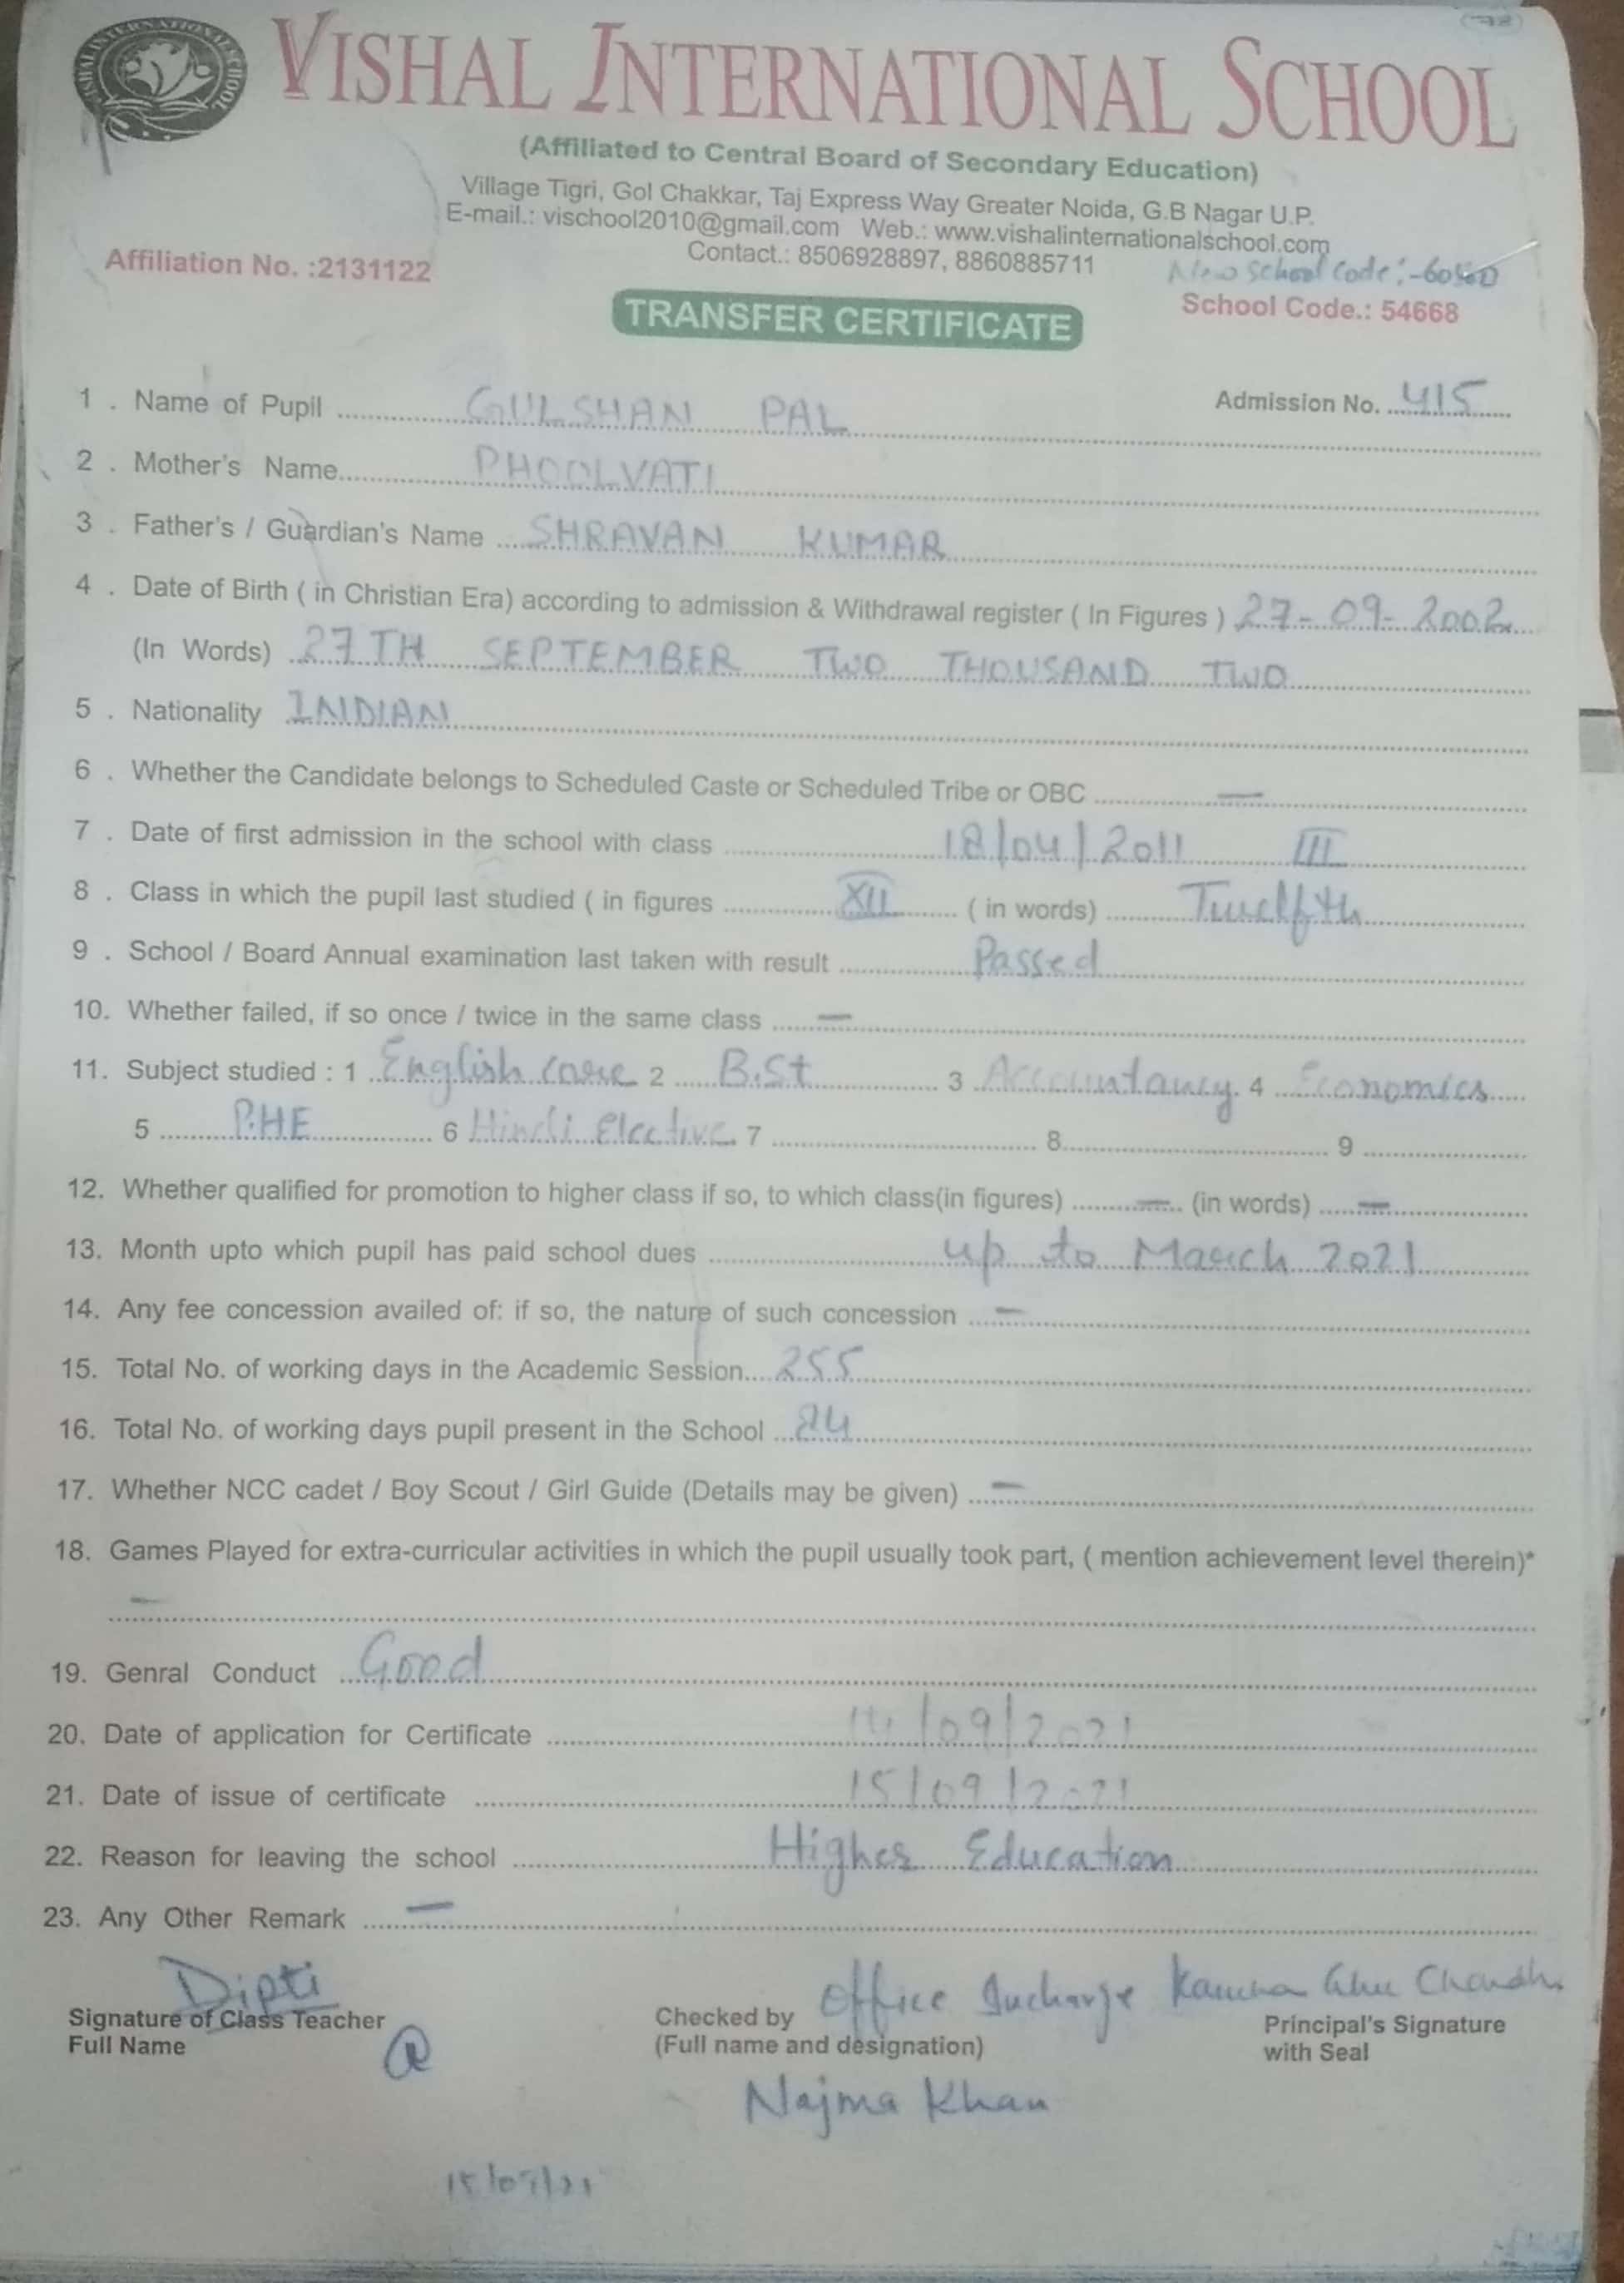 VISHAL INTERNATIONAL SCHOOL
(Affiliated to Central Board of Secondary Education)
Village Tigri, Gol Chakkar, Taj Express Way Greater Noida, G.B Nagar U.P.
E-mail.: vischool2010@gmail.com Web.: www.vishalinternationalschool.com
Contact.: 8506928897, 8860885711
New School Code:-
Affiliation No. :2131122
School Code.: 54668
TRANSFER CERTIFICATE
1 . Name of Pupil GULSHAN PAL Admission No. 415
2 . Mother's Name PHOOLVATI
3 . Father's / Guardian's Name SHRAVAN KUMAR
4 . Date of Birth ( in Christian Era) according to admission & Withdrawal register ( In Figures ) 27-09-2002
(In Words) 27TH SEPTEMBER TWO THOUSAND TWO
5 . Nationality INDIAN
6 . Whether the Candidate belongs to Scheduled Caste or Scheduled Tribe or OBC —
7 . Date of first admission in the school with class 18/04/2011 III
8 . Class in which the pupil last studied ( in figures XII ( in words) Twelfth
9 . School / Board Annual examination last taken with result Passed
10. Whether failed, if so once / twice in the same class —
11. Subject studied : 1 English Core 2 B.St 3 Accountancy 4 Economics
5 P.HE 6 Hindi Elective 7 8 9
12. Whether qualified for promotion to higher class if so, to which class(in figures) — (in words) —
13. Month upto which pupil has paid school dues up to March 2021
14. Any fee concession availed of: if so, the nature of such concession —
15. Total No. of working days in the Academic Session 255
16. Total No. of working days pupil present in the School
17. Whether NCC cadet / Boy Scout / Girl Guide (Details may be given) —
18. Games Played for extra-curricular activities in which the pupil usually took part, ( mention achievement level therein)*
—
19. Genral Conduct Good
20. Date of application for Certificate 14/09/2021
21. Date of issue of certificate 15/09/2021
22. Reason for leaving the school Higher Education
23. Any Other Remark —
Dipti Office Incharge
Signature of Class Teacher Checked by Principal's Signature
Full Name (Full name and designation) with Seal
Najma Khan